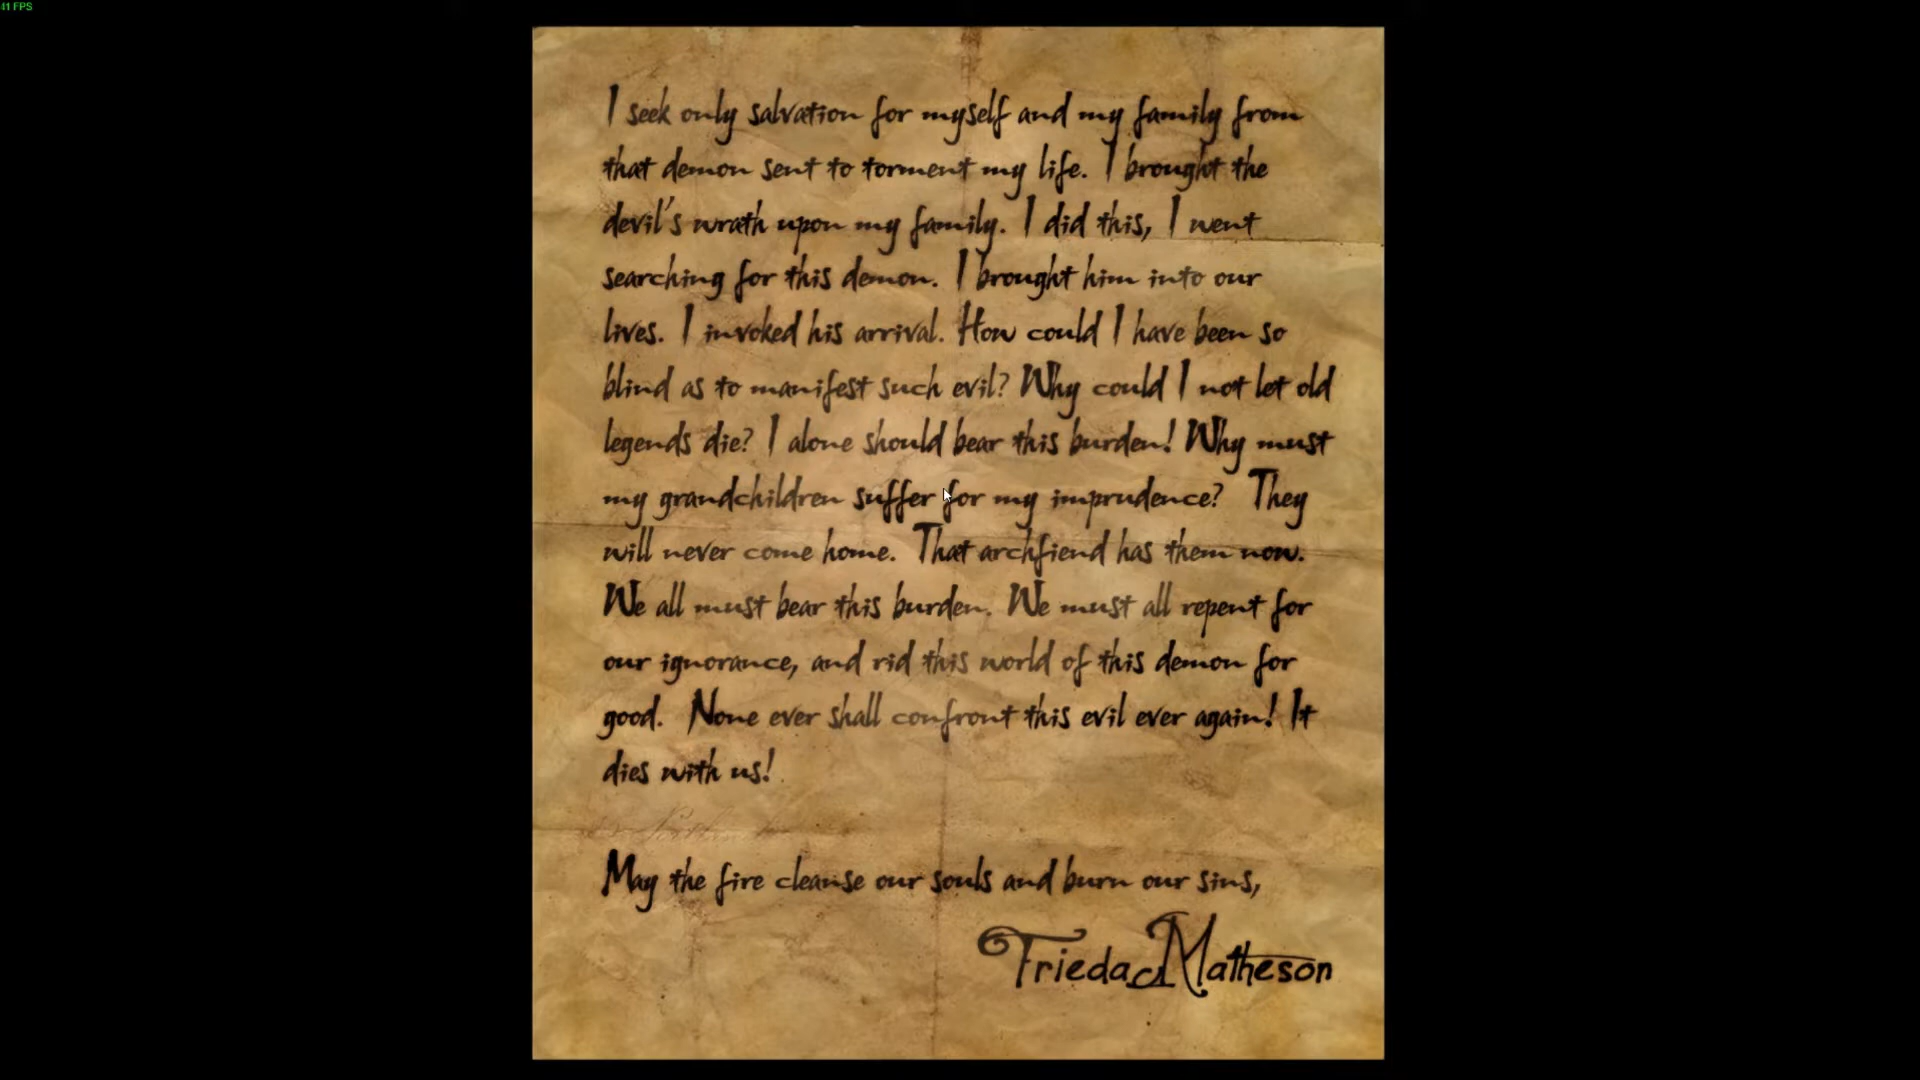 41 FPS
I seek only salvation for myself and my family from
that demon sent to torment my life. I brought the
devil's wrath upon my family. I did this, I went
searching for this demon. I brought him into our
lives. I invoked his arrival. How could I have been so
blind as to manifest such evil? Why could I not let old
legends die? I alone should bear this burden! Why must
my grandchildren suffer for my imprudence? They
will never come home. That archfiend has them now.
We all must bear this burden. We must all repent for
our ignorance, and rid this world of this demon for
good. None ever shall confront this evil ever again! It
dies with us!
May the fire cleanse our souls and burn our sins,
Frieda Matheson